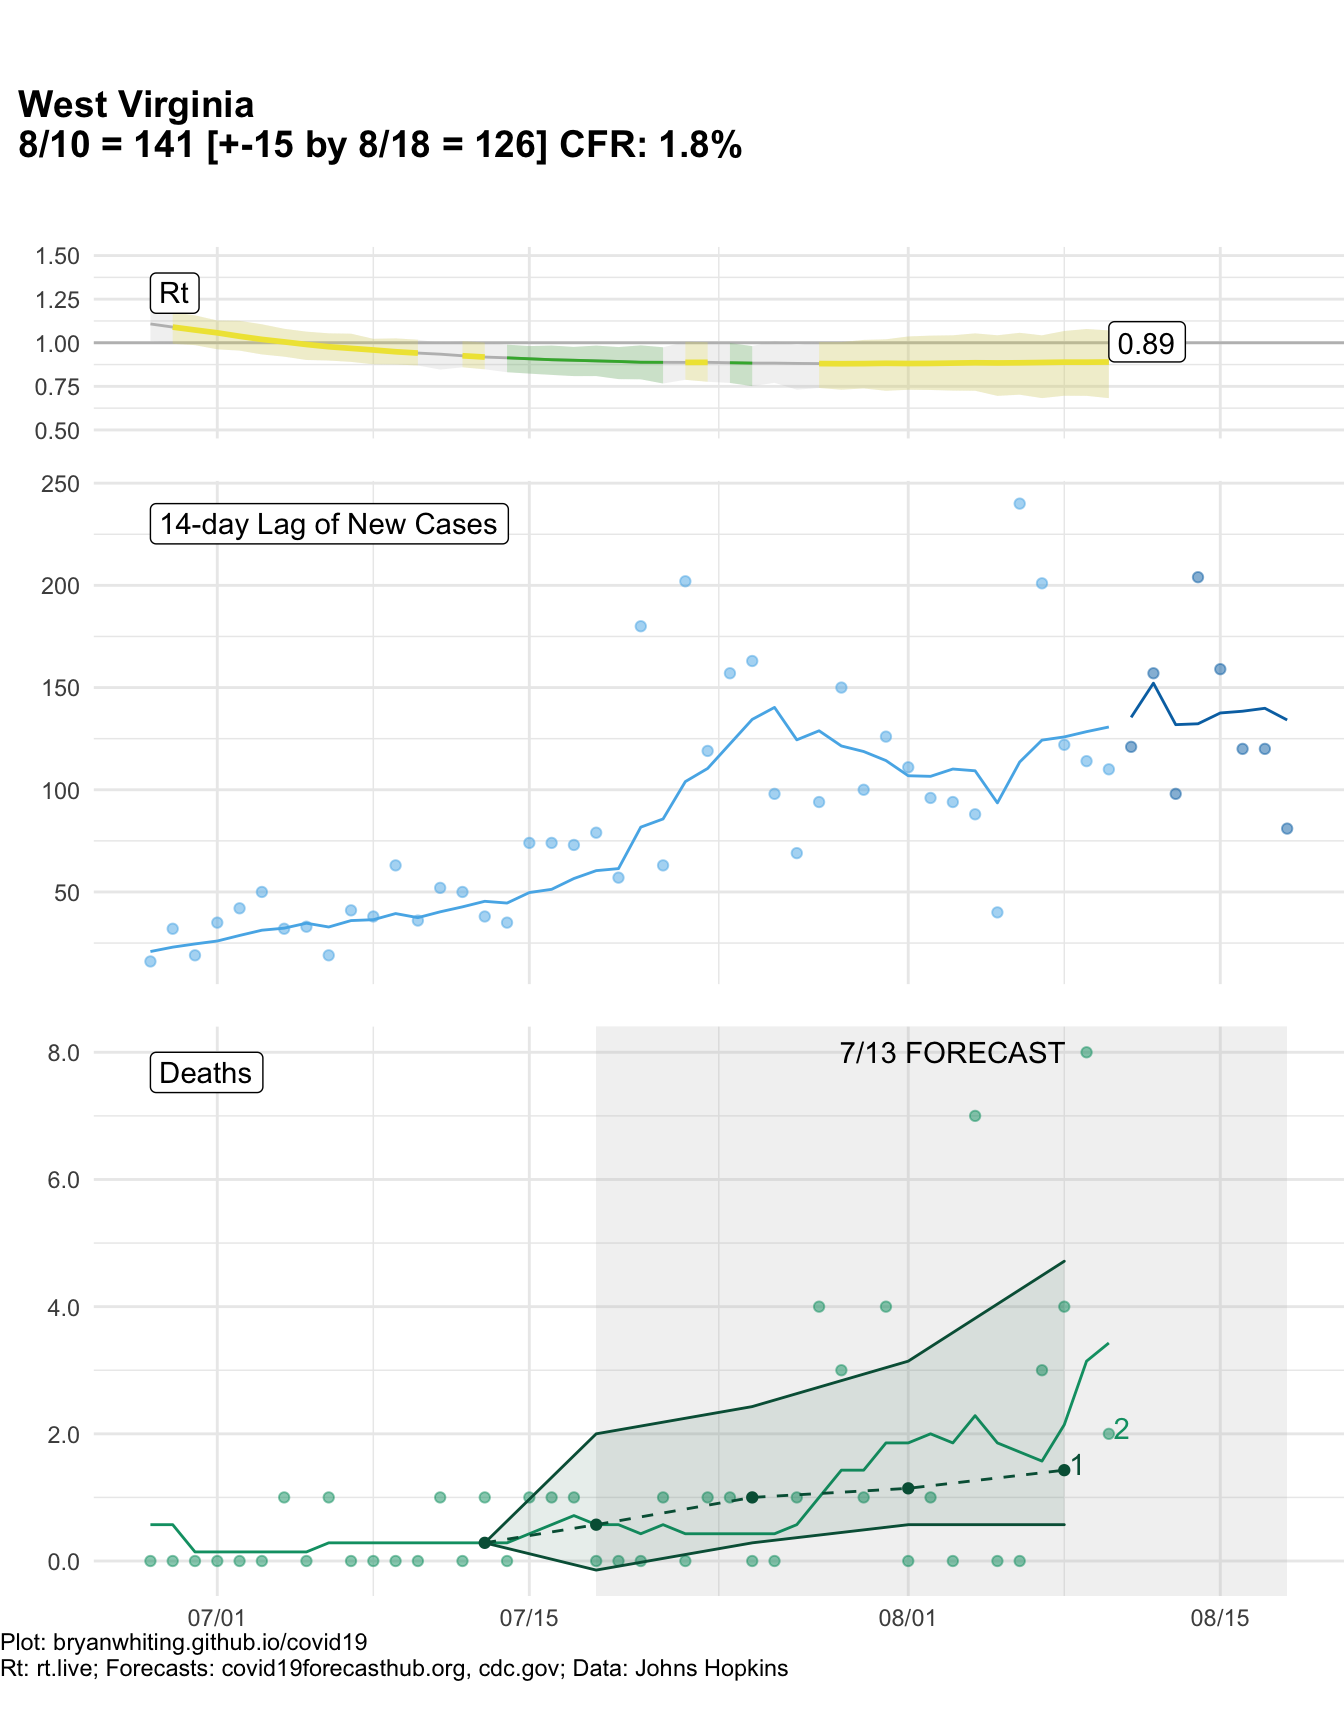 West Virginia
8/10 = 141 [+-15 by 8/18 = 126] CFR: 1.8%
1.50
Rt
1.25
1.00
0.89
0.75
0.50
250
14-day Lag of New Cases
200
150
100
50
8.0
7/13 FORECAST
Deaths
6.0
4.0
2.0
2
1
0.0
07/01 07/15 08/01 08/15
Plot: bryanwhiting.github.io/covid19
Rt: rt.live; Forecasts: covid19forecasthub.org, cdc.gov; Data: Johns Hopkins